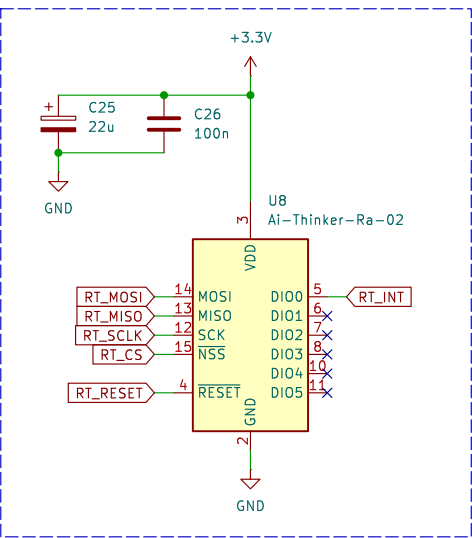 +3.3V
+
C25
22u
C26
100n
GND
U8
Ai-Thinker-Ra-02
3
VDD
RT_MOSI 14 MOSI DIO0 5 RT_INT
RT_MISO 13 MISO DIO1 6
RT_SCLK 12 SCK DIO2 7
RT_CS 15 NSS DIO3 8
DIO4 10
RT_RESET 4 RESET DIO5 11
GND
2
GND